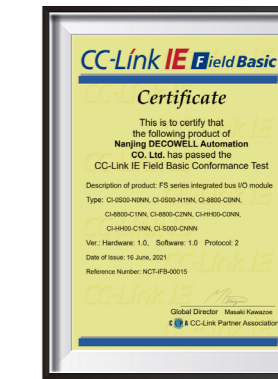 CC-Link IE Field Basic
Certificate
This is to certify that
the following product of
Nanjing DECOWELL Automation
CO. Ltd. has passed the
CC-Link IE Field Basic Conformance Test
Description of product: FS series integrated bus I/O module
Type: CI-0S00-N0NN, CI-0S00-N1NN, CI-8800-C0NN,
CI-8800-C1NN, CI-8800-C2NN, CI-HH00-C0NN,
CI-HH00-C1NN, CI-S000-CNNN
Ver.: Hardware: 1.0, Software: 1.0 Protocol: 2
Date of Issue: 16 June, 2021
Reference Number: NCT-IFB-00015
Global Director Masaki Kawazoe
CC-Link Partner Association